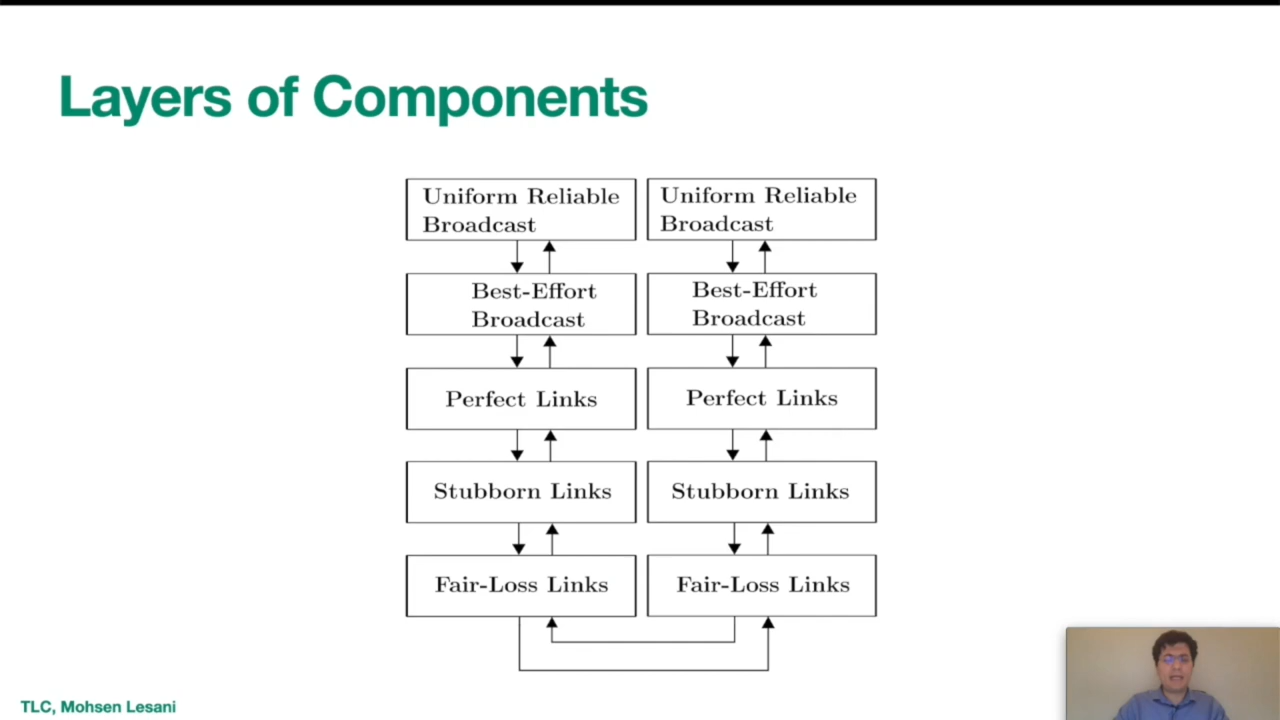 Layers of Components
Uniform Reliable
Broadcast
Uniform Reliable
Broadcast
Best-Effort
Broadcast
Best-Effort
Broadcast
Perfect Links
Perfect Links
Stubborn Links
Stubborn Links
Fair-Loss Links
Fair-Loss Links
TLC, Mohsen Lesani